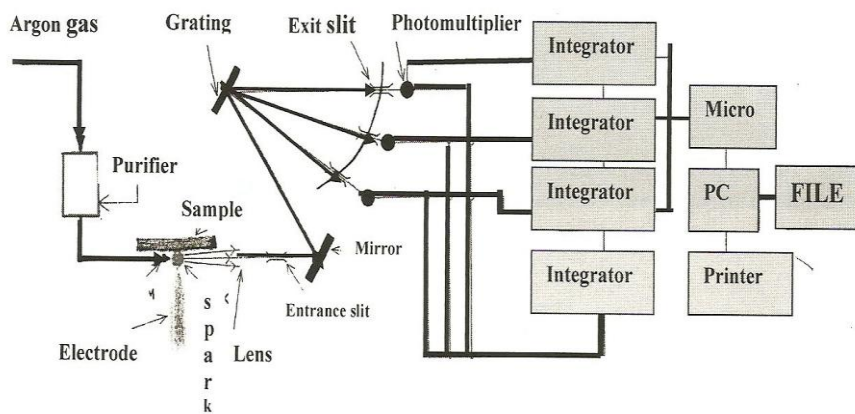 Argon gas
Grating
Exit slit
Photomultiplier
Integrator
Purifier
Integrator
Micro
Sample
Integrator
PC
FILE
Mirror
Entrance slit
Integrator
Printer
Electrode
spark
Lens